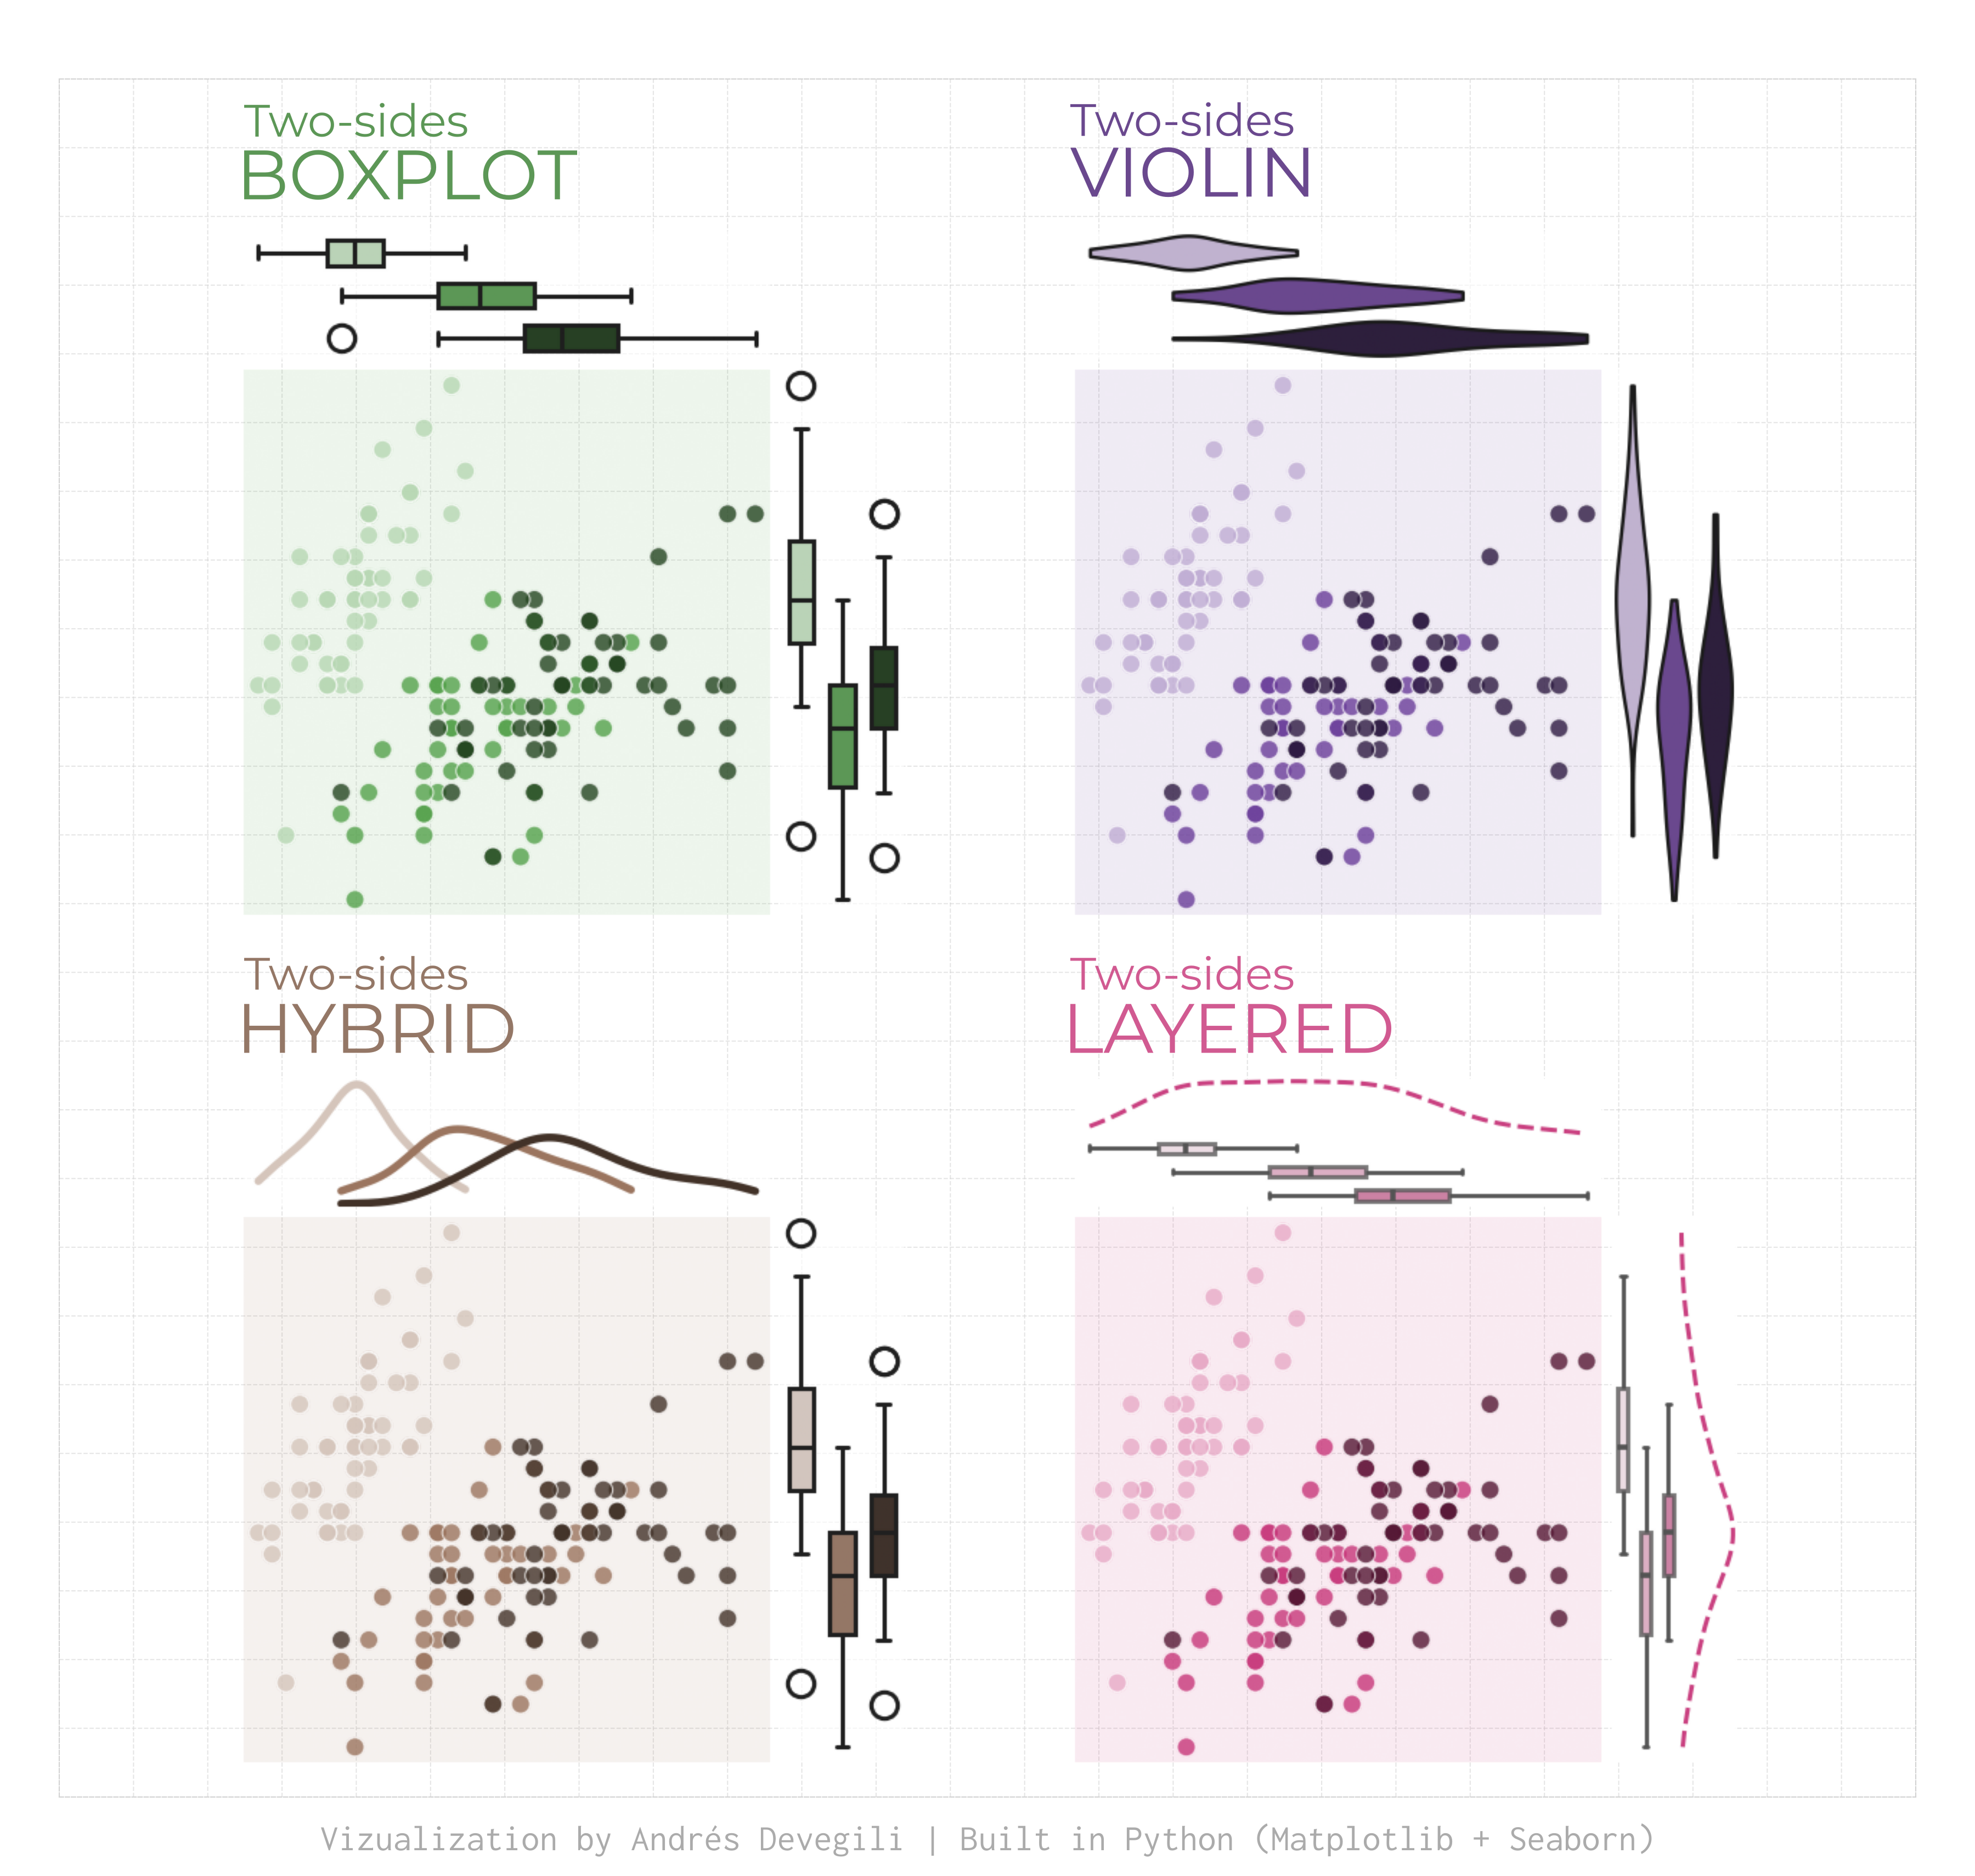 Two-sides
BOXPLOT
Two-sides
VIOLIN
Two-sides
HYBRID
Two-sides
LAYERED
Vizualization by Andrés Devegili | Built in Python (Matplotlib + Seaborn)